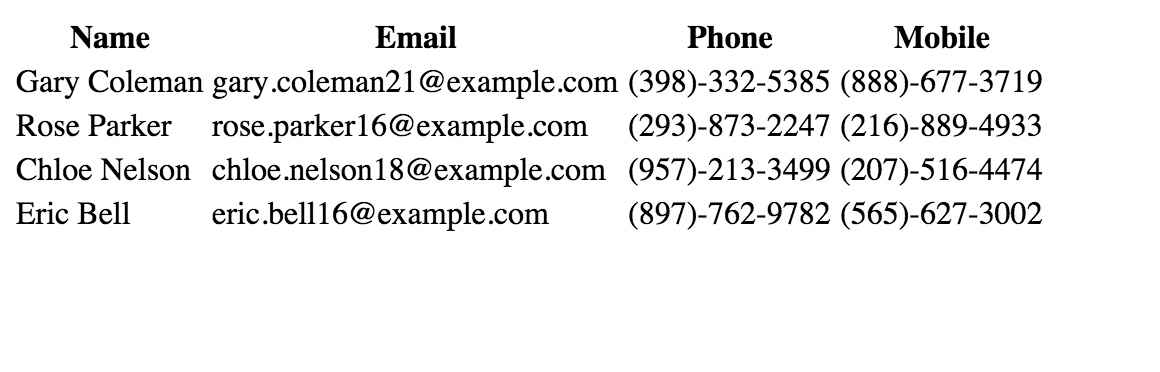 Name Email Phone Mobile
Gary Coleman gary.coleman21@example.com (398)-332-5385 (888)-677-3719
Rose Parker rose.parker16@example.com (293)-873-2247 (216)-889-4933
Chloe Nelson chloe.nelson18@example.com (957)-213-3499 (207)-516-4474
Eric Bell eric.bell16@example.com (897)-762-9782 (565)-627-3002